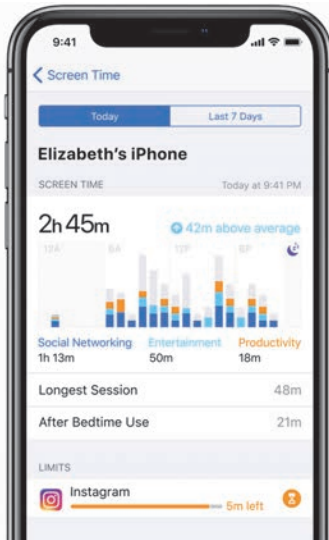 9:41
Screen Time
Today Last 7 Days
Elizabeth's iPhone
SCREEN TIME Today at 9:41 PM
2h 45m 42m above average
12A 6A 12P 6P
Social Networking Entertainment Productivity
1h 13m 50m 18m
Longest Session 48m
After Bedtime Use 21m
LIMITS
Instagram
5m left